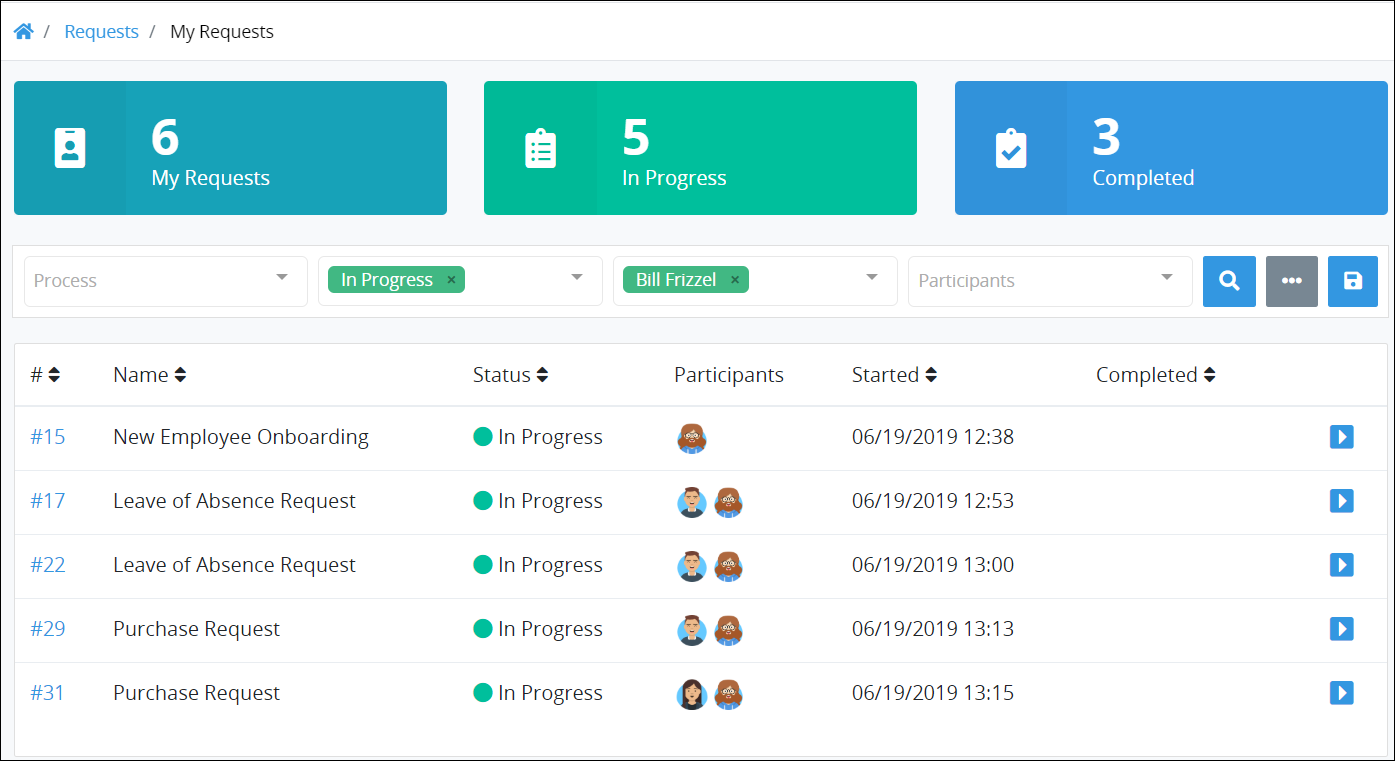 / Requests / My Requests
6 My Requests
5 In Progress
3 Completed
Process In Progress × Bill Frizzel × Participants
# Name Status Participants Started Completed
#15 New Employee Onboarding In Progress 06/19/2019 12:38
#17 Leave of Absence Request In Progress 06/19/2019 12:53
#22 Leave of Absence Request In Progress 06/19/2019 13:00
#29 Purchase Request In Progress 06/19/2019 13:13
#31 Purchase Request In Progress 06/19/2019 13:15